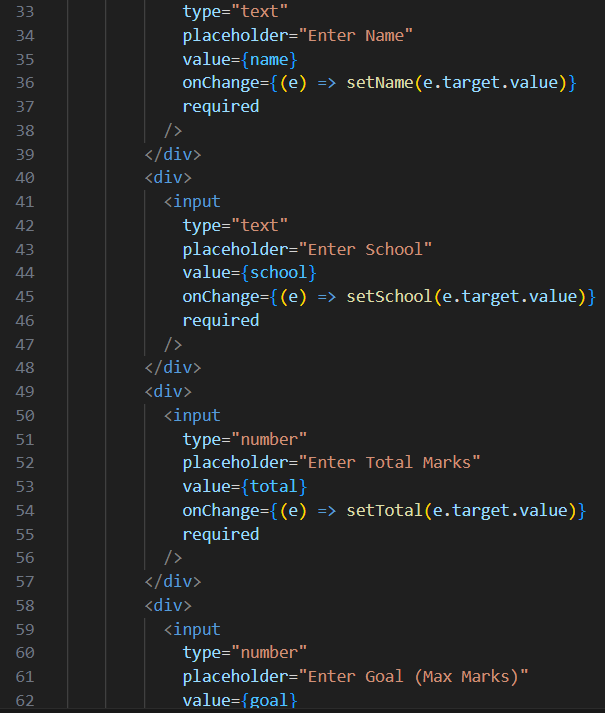 33 type="text"
34 placeholder="Enter Name"
35 value={name}
36 onChange={(e) => setName(e.target.value)}
37 required
38 />
39 </div>
40 <div>
41 <input
42 type="text"
43 placeholder="Enter School"
44 value={school}
45 onChange={(e) => setSchool(e.target.value)}
46 required
47 />
48 </div>
49 <div>
50 <input
51 type="number"
52 placeholder="Enter Total Marks"
53 value={total}
54 onChange={(e) => setTotal(e.target.value)}
55 required
56 />
57 </div>
58 <div>
59 <input
60 type="number"
61 placeholder="Enter Goal (Max Marks)"
62 value={goal}